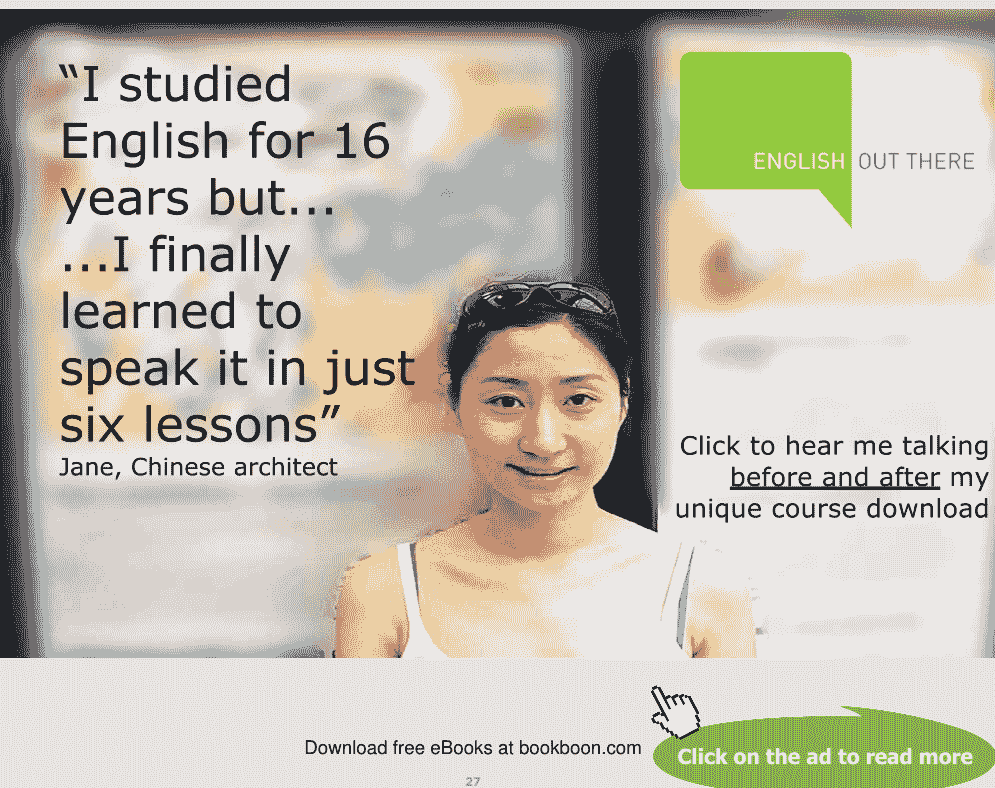 “I studied
English for 16
years but...
...I finally
learned to
speak it in just
six lessons”
Jane, Chinese architect
ENGLISH OUT THERE
Click to hear me talking
before and after my
unique course download
Download free eBooks at bookboon.com
Click on the ad to read more
27